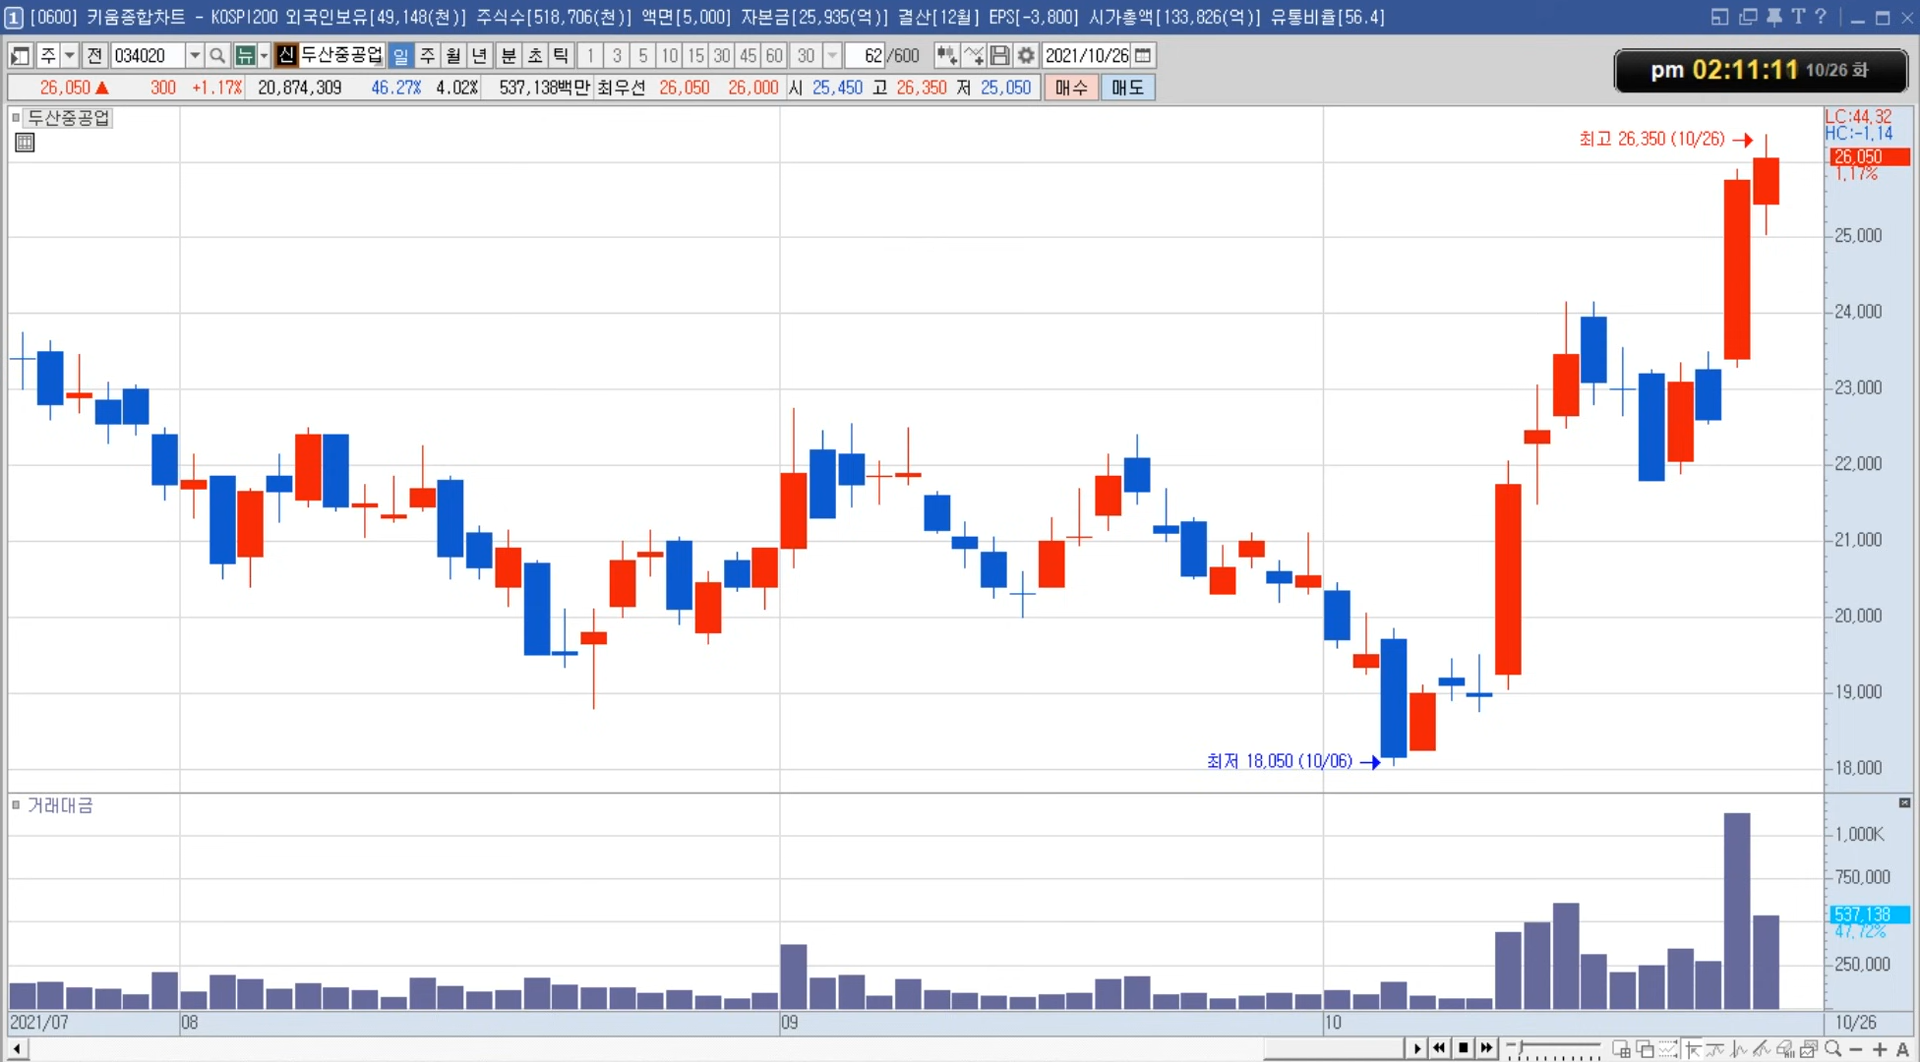 1 [0600] 키움종합차트 - KOSPI200 외국인보유[49,148(천)] 주식수[518,706(천)] 액면[5,000] 자본금[25,935(억)] 결산[12월] EPS[-3,800] 시가총액[133,826(억)] 유통비율[56.4] T ?
주 전 034020 뉴 신 두산중공업 일 주 월 년 분 초 틱 1 3 5 10 15 30 45 60 30 62 /600 2021/10/26
pm 02:11:11 10/26 화
26,050 ▲ 300 +1.17% 20,874,309 46.27% 4.02% 537,138백만 최우선 26,050 26,000 시 25,450 고 26,350 저 25,050 매수 매도
두산중공업
LC:44.32
HC:-1.14
최고 26,350 (10/26)
26,050
1.17%
25,000
24,000
23,000
22,000
21,000
20,000
19,000
최저 18,050 (10/06)
18,000
거래대금
1,000K
750,000
537,138
47.72%
250,000
2021/07 08 09 10 10/26
A